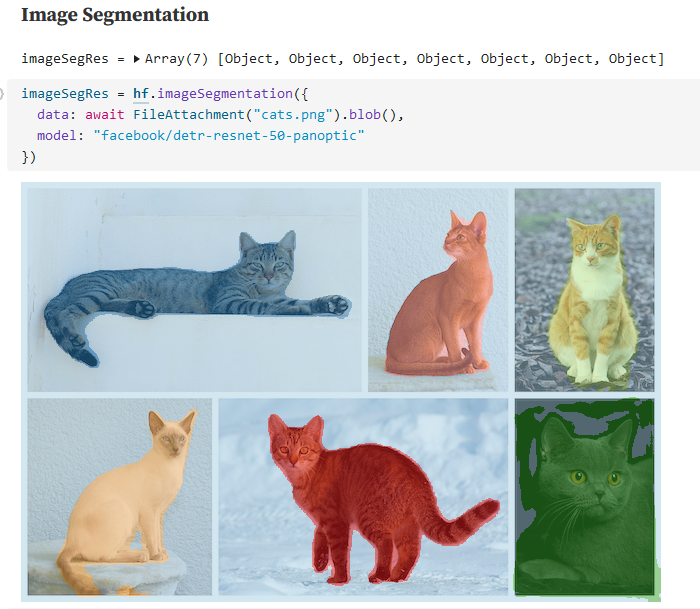 Image Segmentation
imageSegRes = ▶ Array(7) [Object, Object, Object, Object, Object, Object, Object]
imageSegRes = hf.imageSegmentation({
  data: await FileAttachment("cats.png").blob(),
  model: "facebook/detr-resnet-50-panoptic"
})